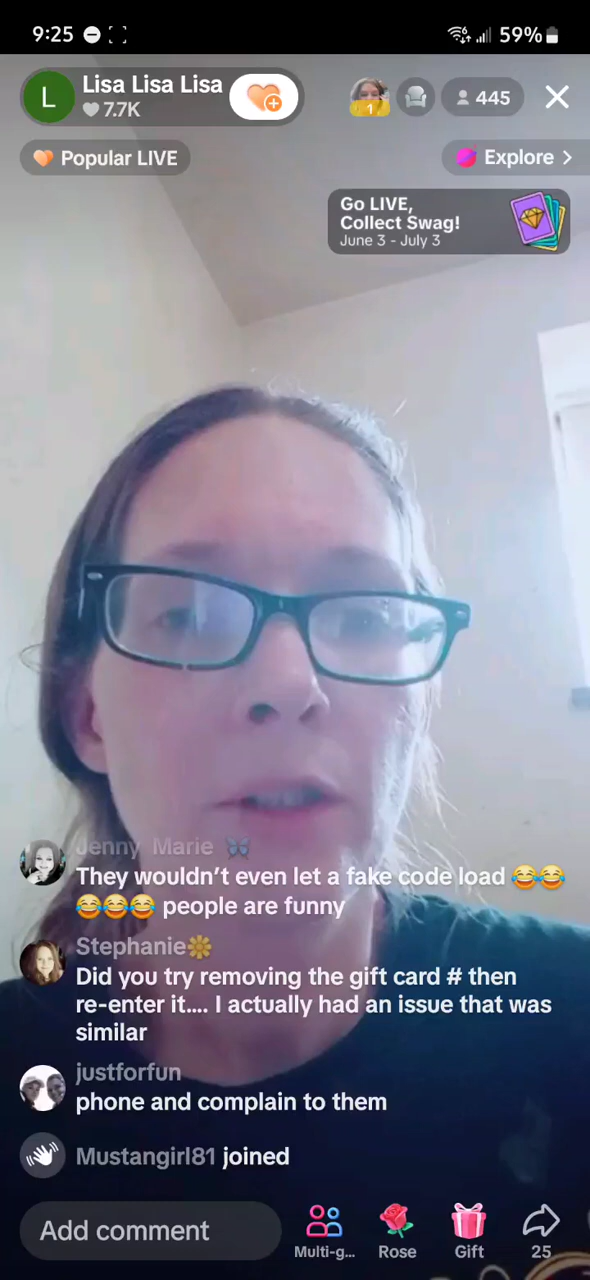 9:25
59%
L
Lisa Lisa Lisa
7.7K
1
445
Popular LIVE
Explore
Go LIVE,
Collect Swag!
June 3 - July 3
Jenny Marie 🦋
They wouldn’t even let a fake code load 😂😂
😂😂😂 people are funny
Stephanie🌼
Did you try removing the gift card # then
re-enter it.... I actually had an issue that was
similar
justforfun
phone and complain to them
Mustangirl81 joined
Add comment
Multi-g...
Rose
Gift
25